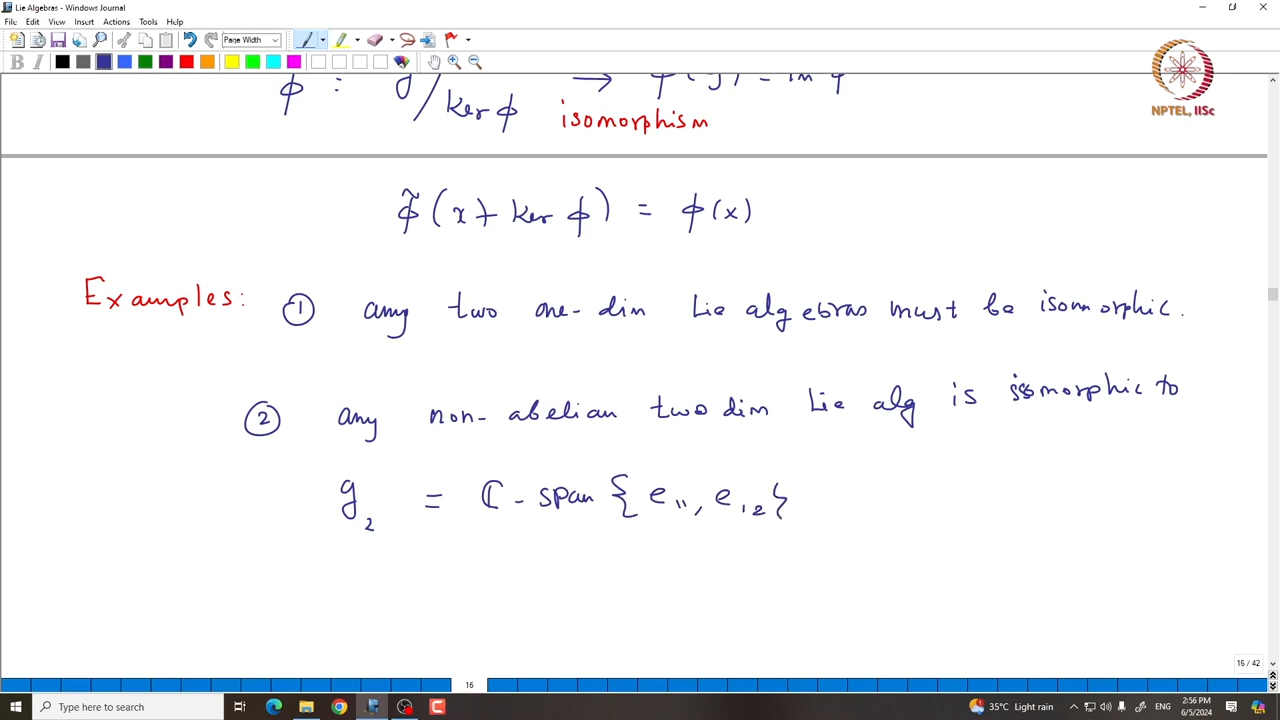 Lie Algebras - Windows Journal
File Edit View Insert Actions Tools Help
Page Width
B I
NPTEL, IISc
φ : g/ker φ →
isomorphism
φ̃ (x + ker φ) = φ(x)
Examples: ① any two one-dim Lie algebras must be isomorphic.
② any non-abelian two dim Lie alg is isomorphic to
g₂ = ℂ-span { e₁₁, e₁₂ }
16 / 42
16
Type here to search
35°C Light rain
2:56 PM
6/5/2024